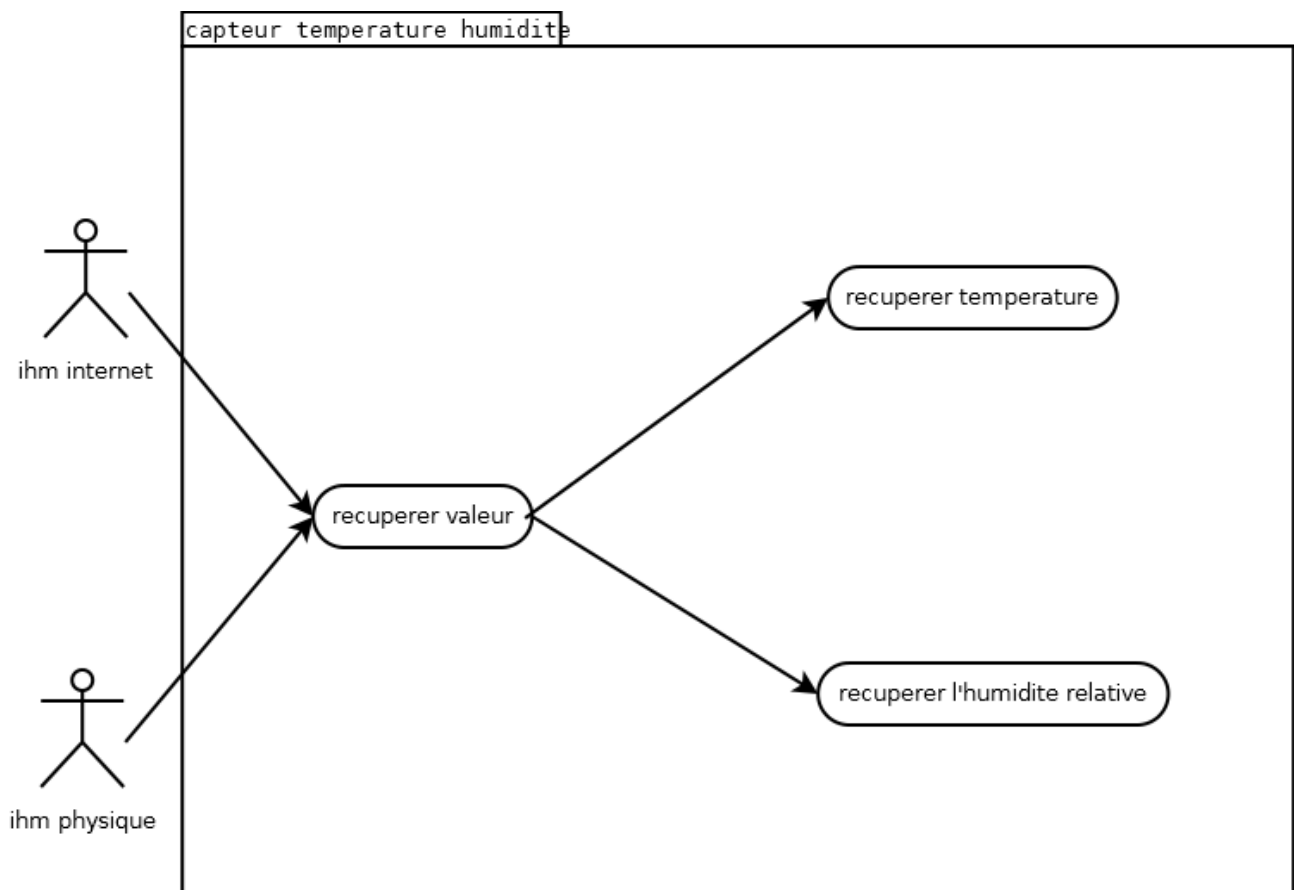 capteur temperature humidite
ihm internet
recuperer temperature
recuperer valeur
recuperer l'humidite relative
ihm physique